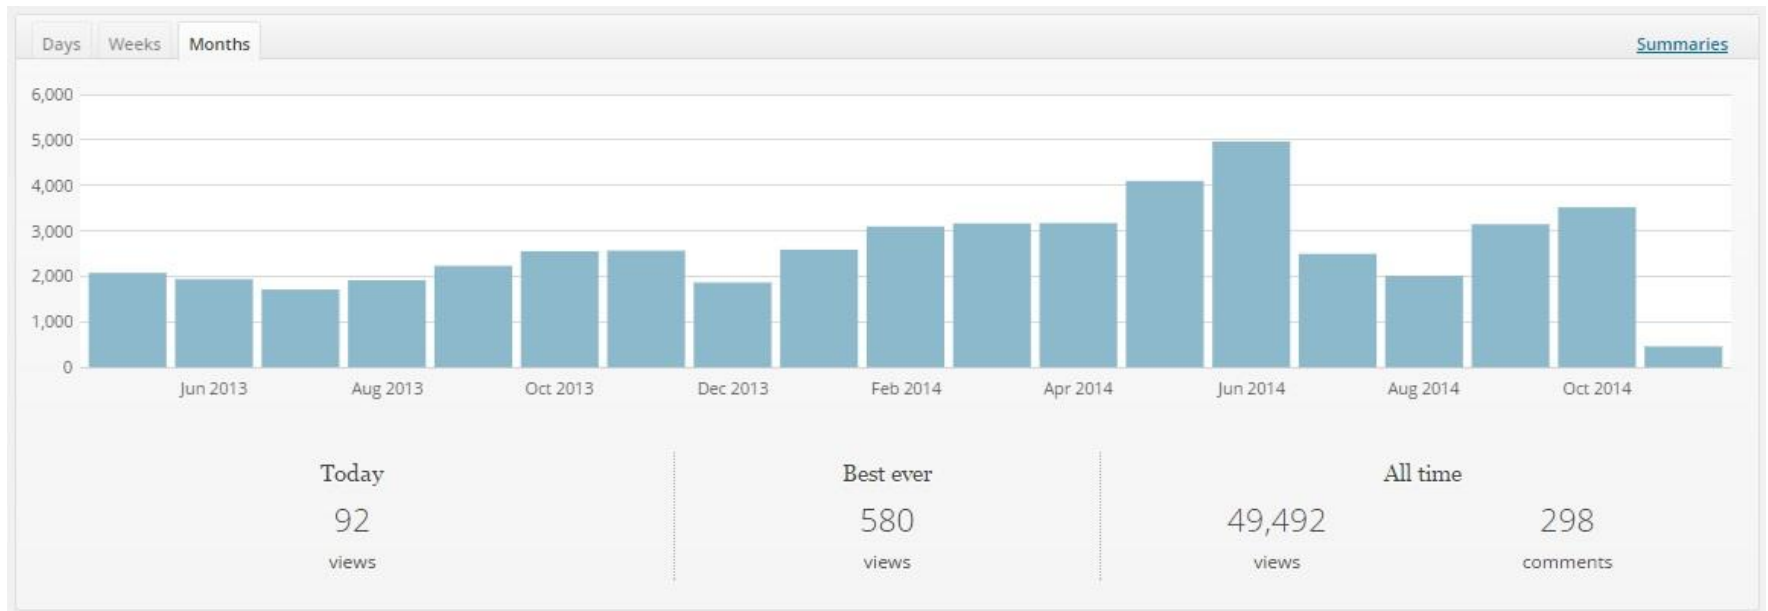 Days Weeks Months Summaries
6,000
5,000
4,000
3,000
2,000
1,000
0
Jun 2013 Aug 2013 Oct 2013 Dec 2013 Feb 2014 Apr 2014 Jun 2014 Aug 2014 Oct 2014
Today Best ever All time
92 580 49,492 298
views views views comments